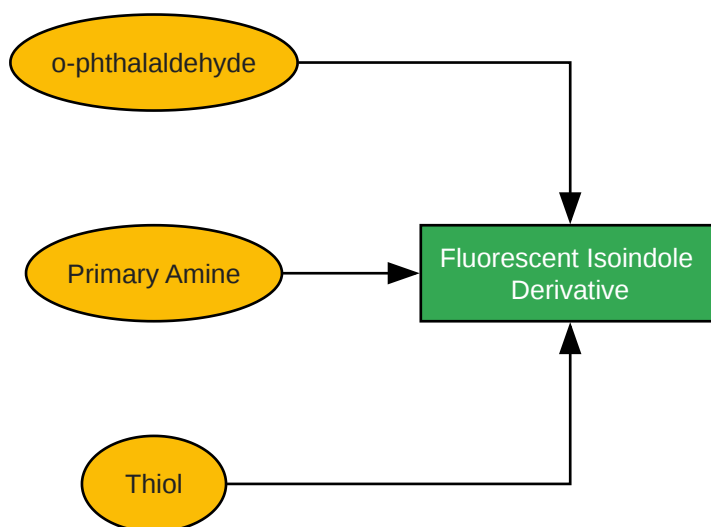 o-phthalaldehyde
Primary Amine
Fluorescent Isoindole
Derivative
Thiol